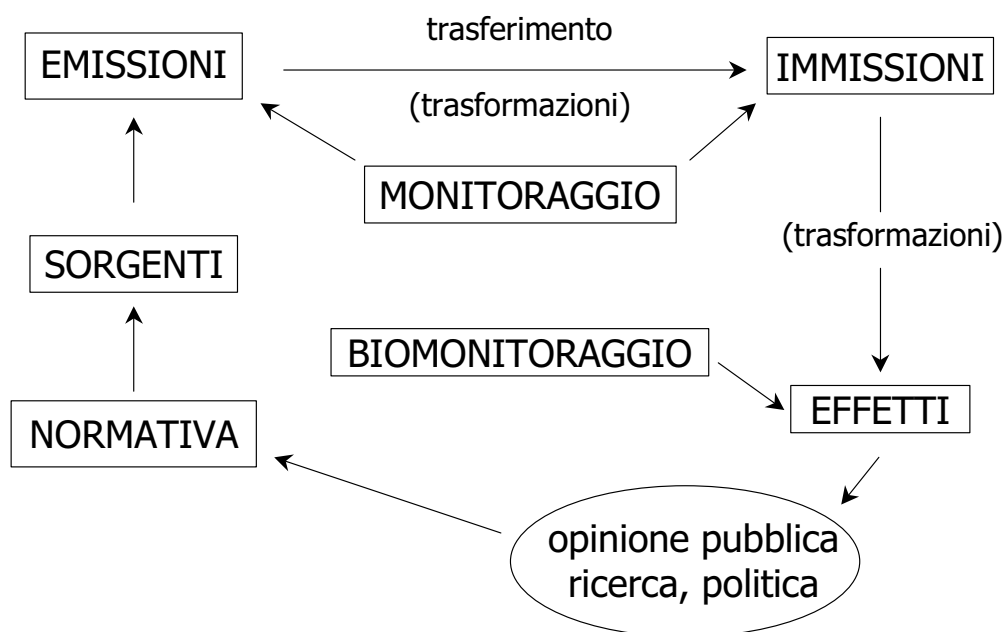 trasferimento
EMISSIONI
IMMISSIONI
(trasformazioni)
MONITORAGGIO
(trasformazioni)
SORGENTI
BIOMONITORAGGIO
EFFETTI
NORMATIVA
opinione pubblica
ricerca, politica